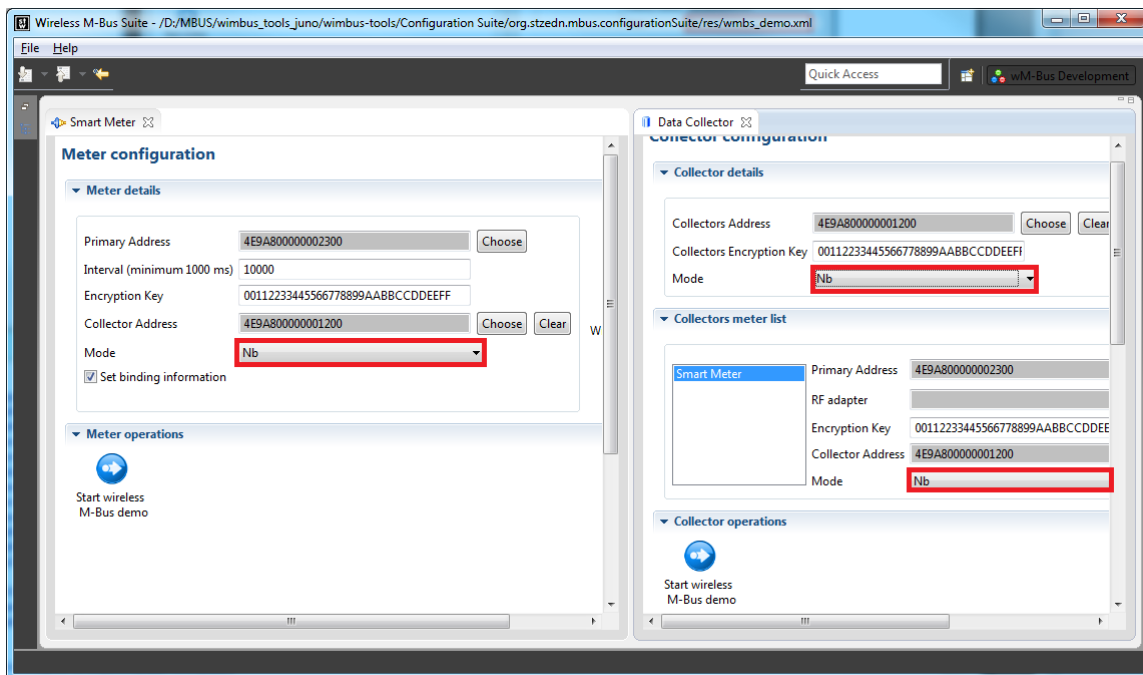 Wireless M-Bus Suite - /D:/MBUS/wimbus_tools_juno/wimbus-tools/Configuration Suite/org.stzedn.mbus.configurationSuite/res/wmbs_demo.xml
File Help
Quick Access
wM-Bus Development
Smart Meter
Meter configuration
Meter details
Primary Address 4E9A800000002300 Choose
Interval (minimum 1000 ms) 10000
Encryption Key 00112233445566778899AABBCCDDEEFF
Collector Address 4E9A800000001200 Choose Clear
W
Mode Nb
Set binding information
Meter operations
Start wireless
M-Bus demo
Data Collector
Collector configuration
Collector details
Collectors Address 4E9A800000001200 Choose Clear
Collectors Encryption Key 00112233445566778899AABBCCDDEEFF
Mode Nb
Collectors meter list
Smart Meter
Primary Address 4E9A800000002300
RF adapter
Encryption Key 00112233445566778899AABBCCDDEE
Collector Address 4E9A800000001200
Mode Nb
Collector operations
Start wireless
M-Bus demo